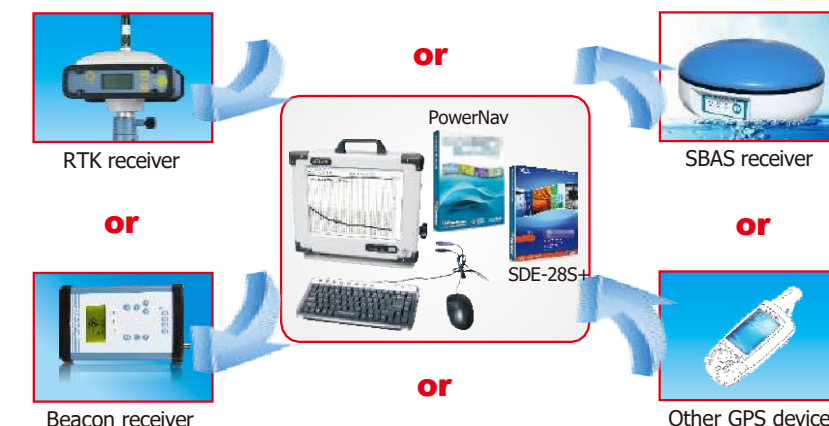 or
PowerNav
RTK receiver
SBAS receiver
or
or
SDE-28S+
or
Beacon receiver
Other GPS device